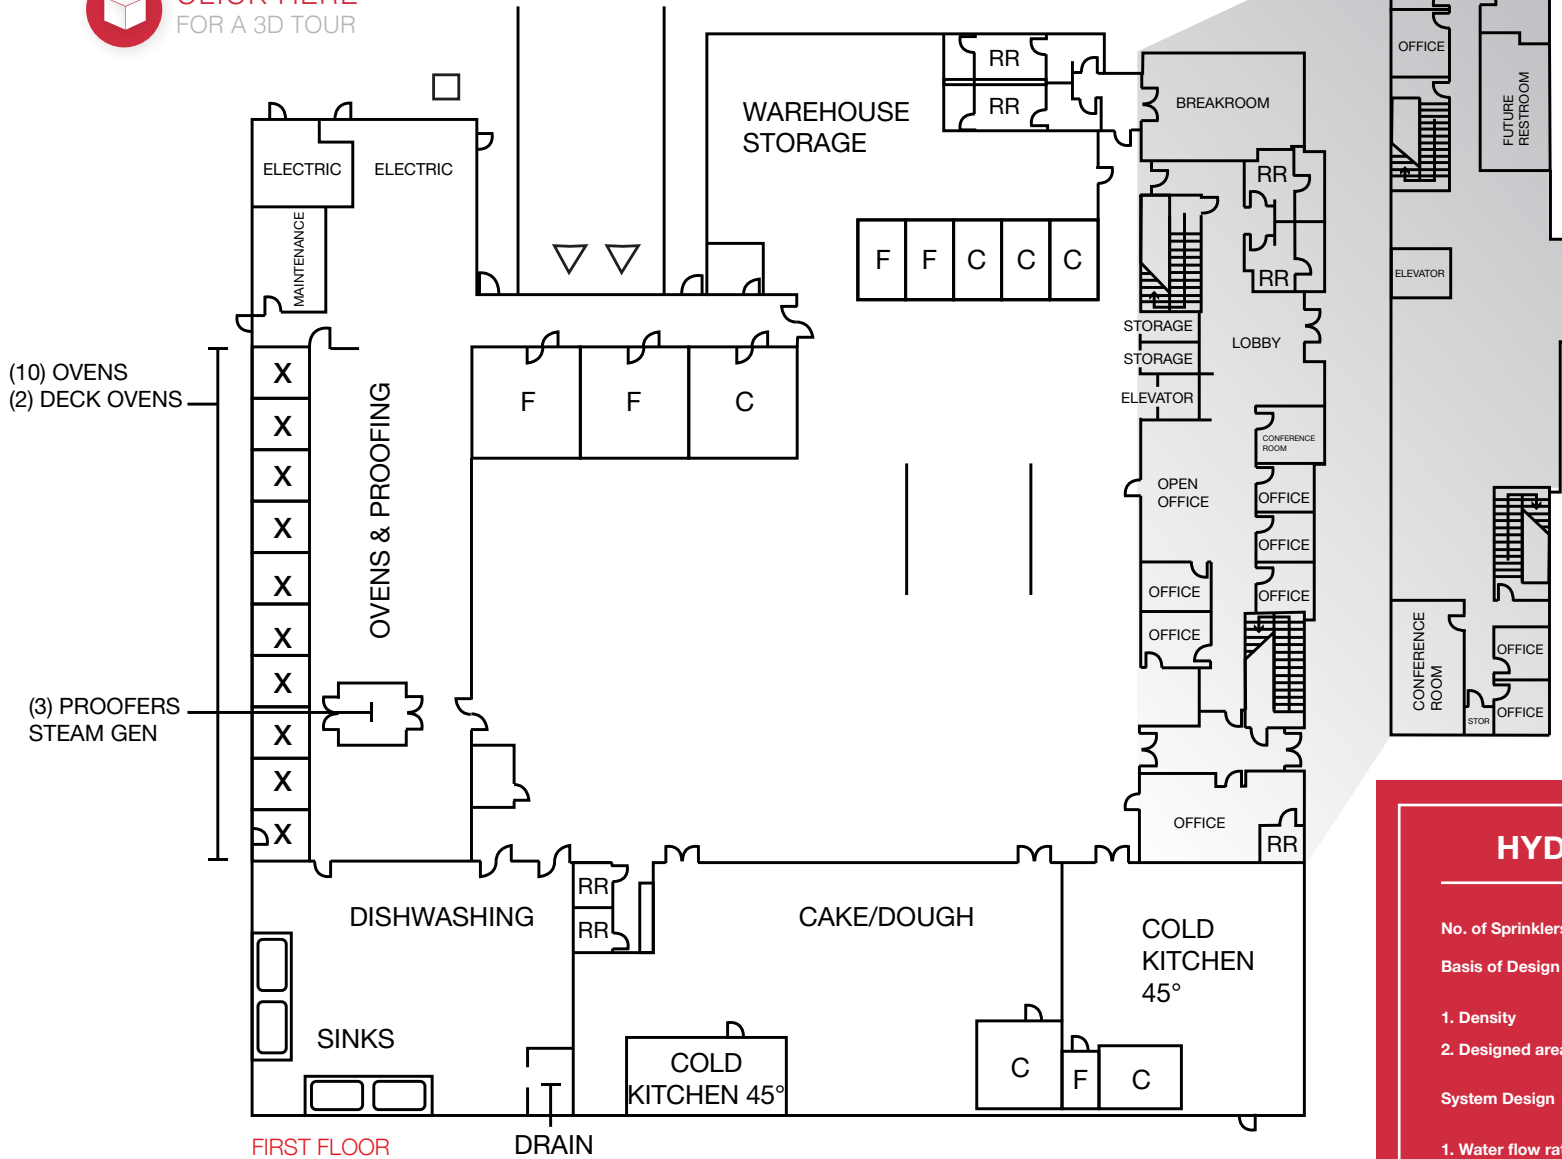 CLICK HERE
FOR A 3D TOUR
ELECTRIC
ELECTRIC
MAINTENANCE
(10) OVENS
(2) DECK OVENS
X
X
X
X
X
X
X
X
X
X
OVENS & PROOFING
(3) PROOFERS
STEAM GEN
F
F
C
WAREHOUSE
STORAGE
RR
RR
F
F
C
C
C
BREAKROOM
RR
RR
STORAGE
STORAGE
ELEVATOR
LOBBY
CONFERENCE
ROOM
OPEN
OFFICE
OFFICE
OFFICE
OFFICE
OFFICE
OFFICE
OFFICE
RR
DISHWASHING
RR
RR
SINKS
DRAIN
CAKE/DOUGH
COLD
KITCHEN 45°
COLD
KITCHEN
45°
C
F
C
FIRST FLOOR
OFFICE
FUTURE
RESTROOM
ELEVATOR
CONFERENCE
ROOM
STOR
OFFICE
OFFICE
HYD
No. of Sprinklers
Basis of Design
1. Density
2. Designed area
System Design
1. Water flow rat